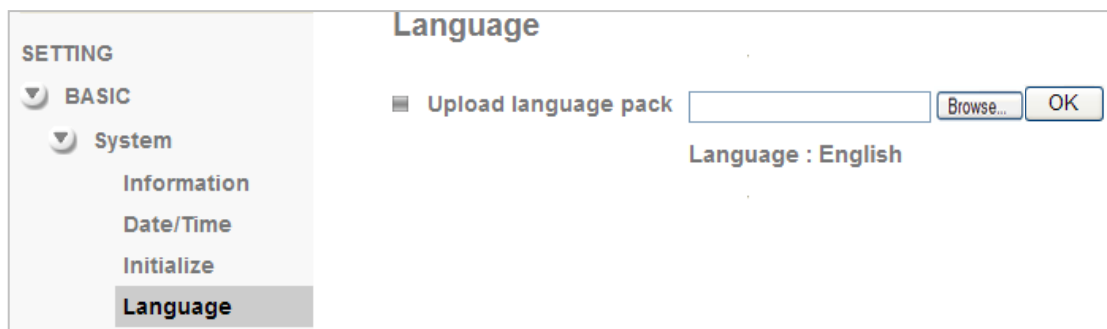 SETTING
BASIC
System
Information
Date/Time
Initialize
Language
Language
Upload language pack Browse... OK
Language : English